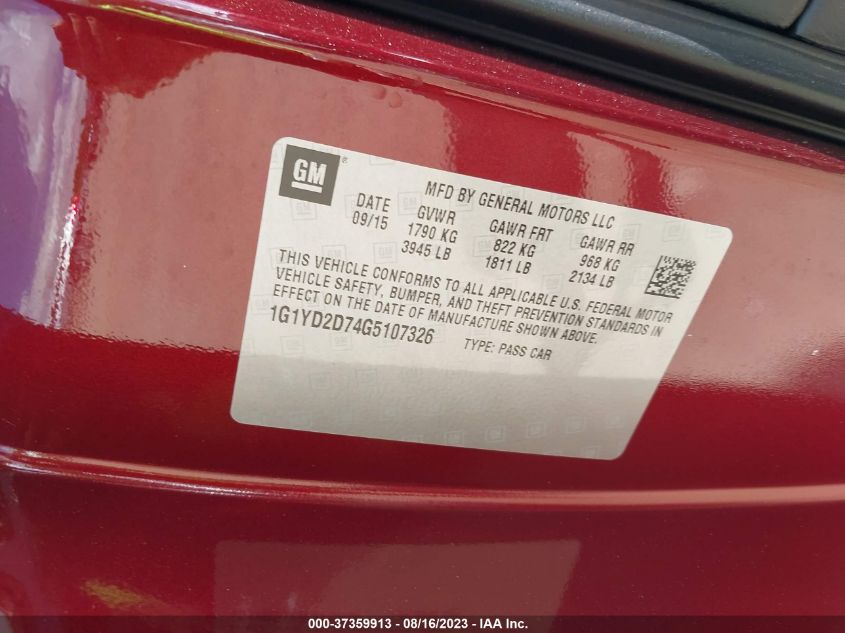 GM®
MFD BY GENERAL MOTORS LLC
DATE GVWR GAWR FRT GAWR RR
09/15 1790 KG 822 KG 968 KG
3945 LB 1811 LB 2134 LB
THIS VEHICLE CONFORMS TO ALL APPLICABLE U.S. FEDERAL MOTOR
VEHICLE SAFETY, BUMPER, AND THEFT PREVENTION STANDARDS IN
EFFECT ON THE DATE OF MANUFACTURE SHOWN ABOVE.
1G1YD2D74G5107326 TYPE: PASS CAR
000-37359913 - 08/16/2023 - IAA Inc.